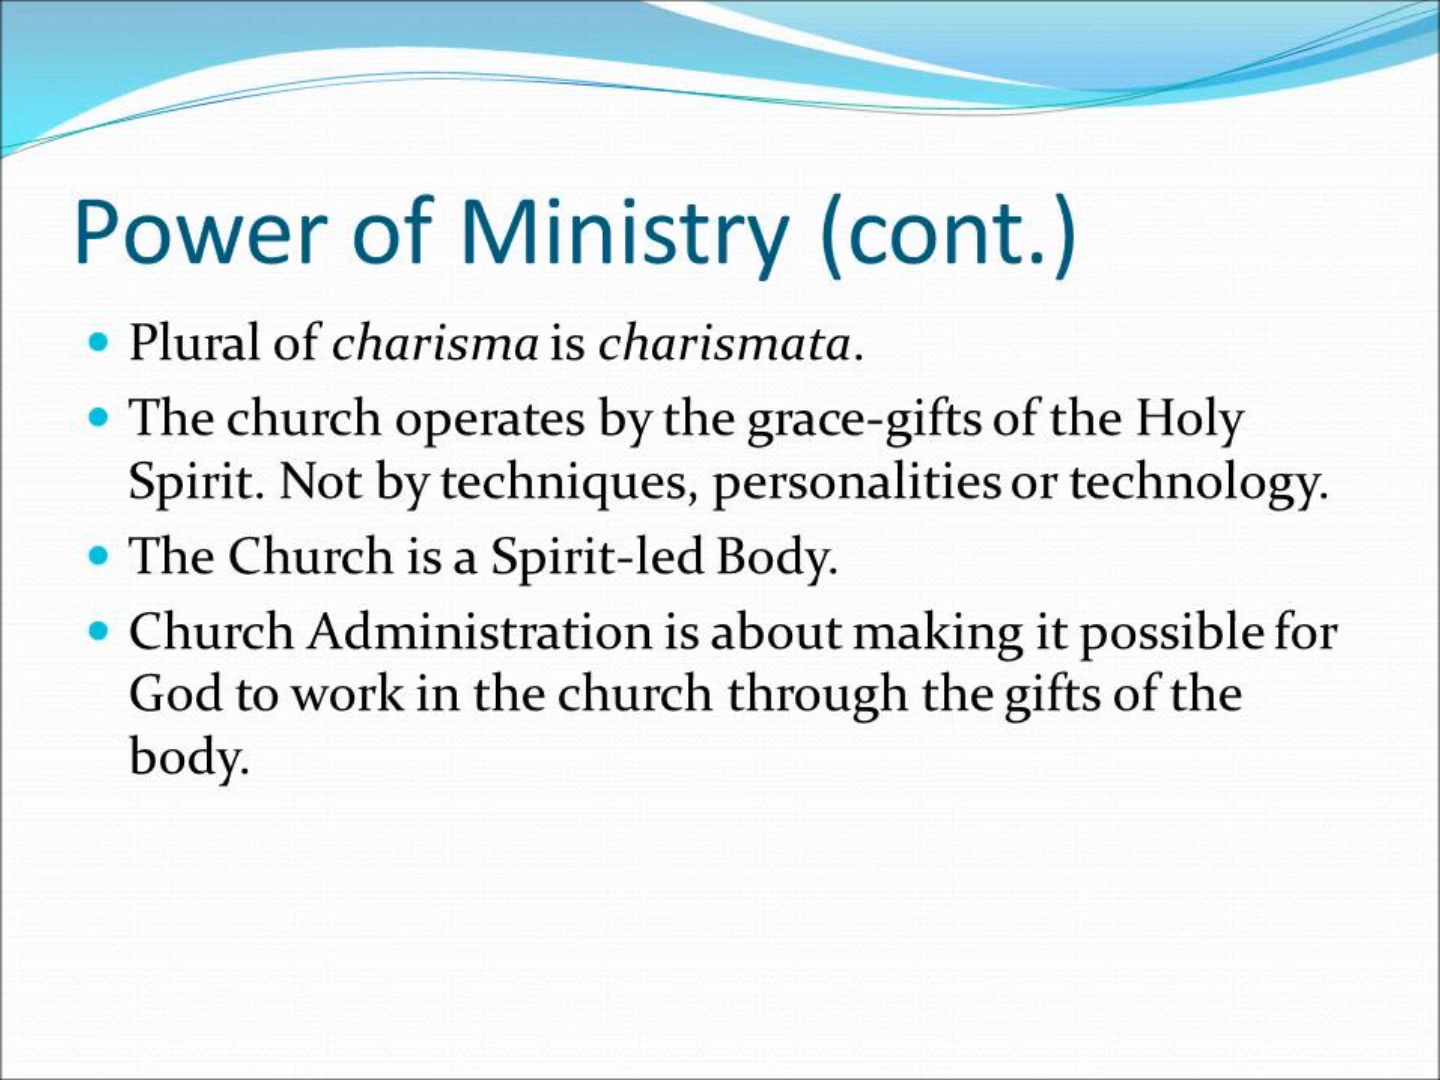 Power of Ministry (cont.)
Plural of charisma is charismata.
The church operates by the grace-gifts of the Holy
Spirit. Not by techniques, personalities or technology.
The Church is a Spirit-led Body.
Church Administration is about making it possible for
God to work in the church through the gifts of the
body.